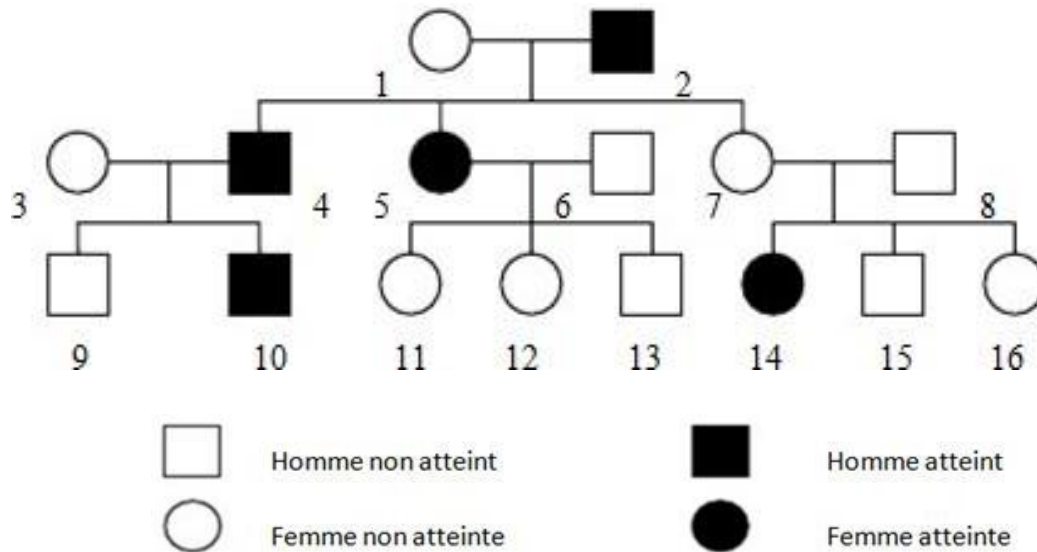 1 2
3 4 5 6 7 8
9 10 11 12 13 14 15 16
Homme non atteint Homme atteint
Femme non atteinte Femme atteinte